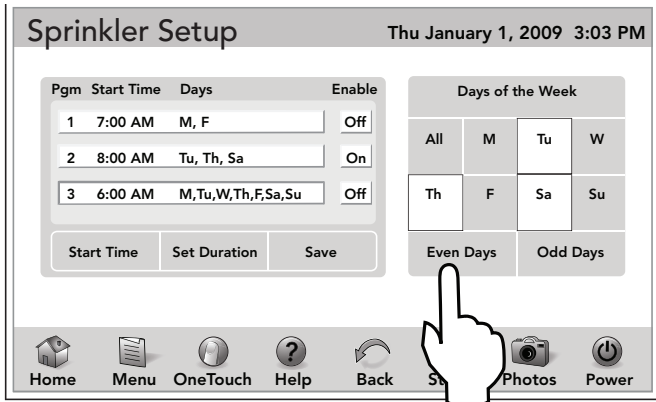 Sprinkler Setup
Thu January 1, 2009 3:03 PM
Pgm Start Time Days Enable
1 7:00 AM M, F Off
2 8:00 AM Tu, Th, Sa On
3 6:00 AM M,Tu,W,Th,F,Sa,Su Off
Start Time Set Duration Save
Days of the Week
All M Tu W
Th F Sa Su
Even Days Odd Days
Home Menu OneTouch Help Back Photos Power